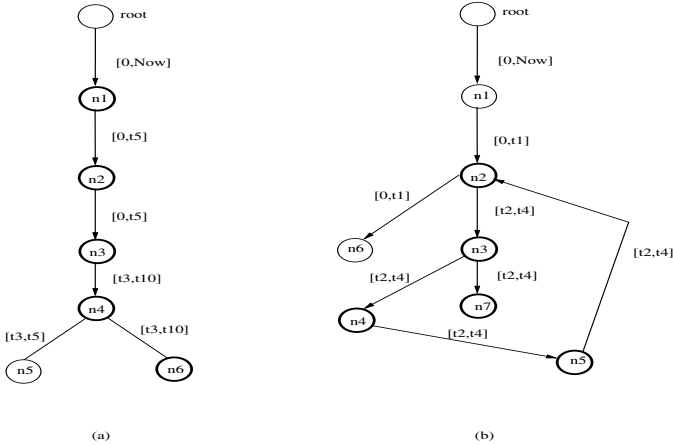 root
[0,Now]
n1
[0,t5]
n2
[0,t5]
n3
[t3,t10]
n4
[t3,t5]
[t3,t10]
n5
n6
(a)
root
[0,Now]
n1
[0,t1]
n2
[0,t1]
[t2,t4]
n6
n3
[t2,t4]
[t2,t4]
[t2,t4]
n7
n4
[t2,t4]
n5
(b)